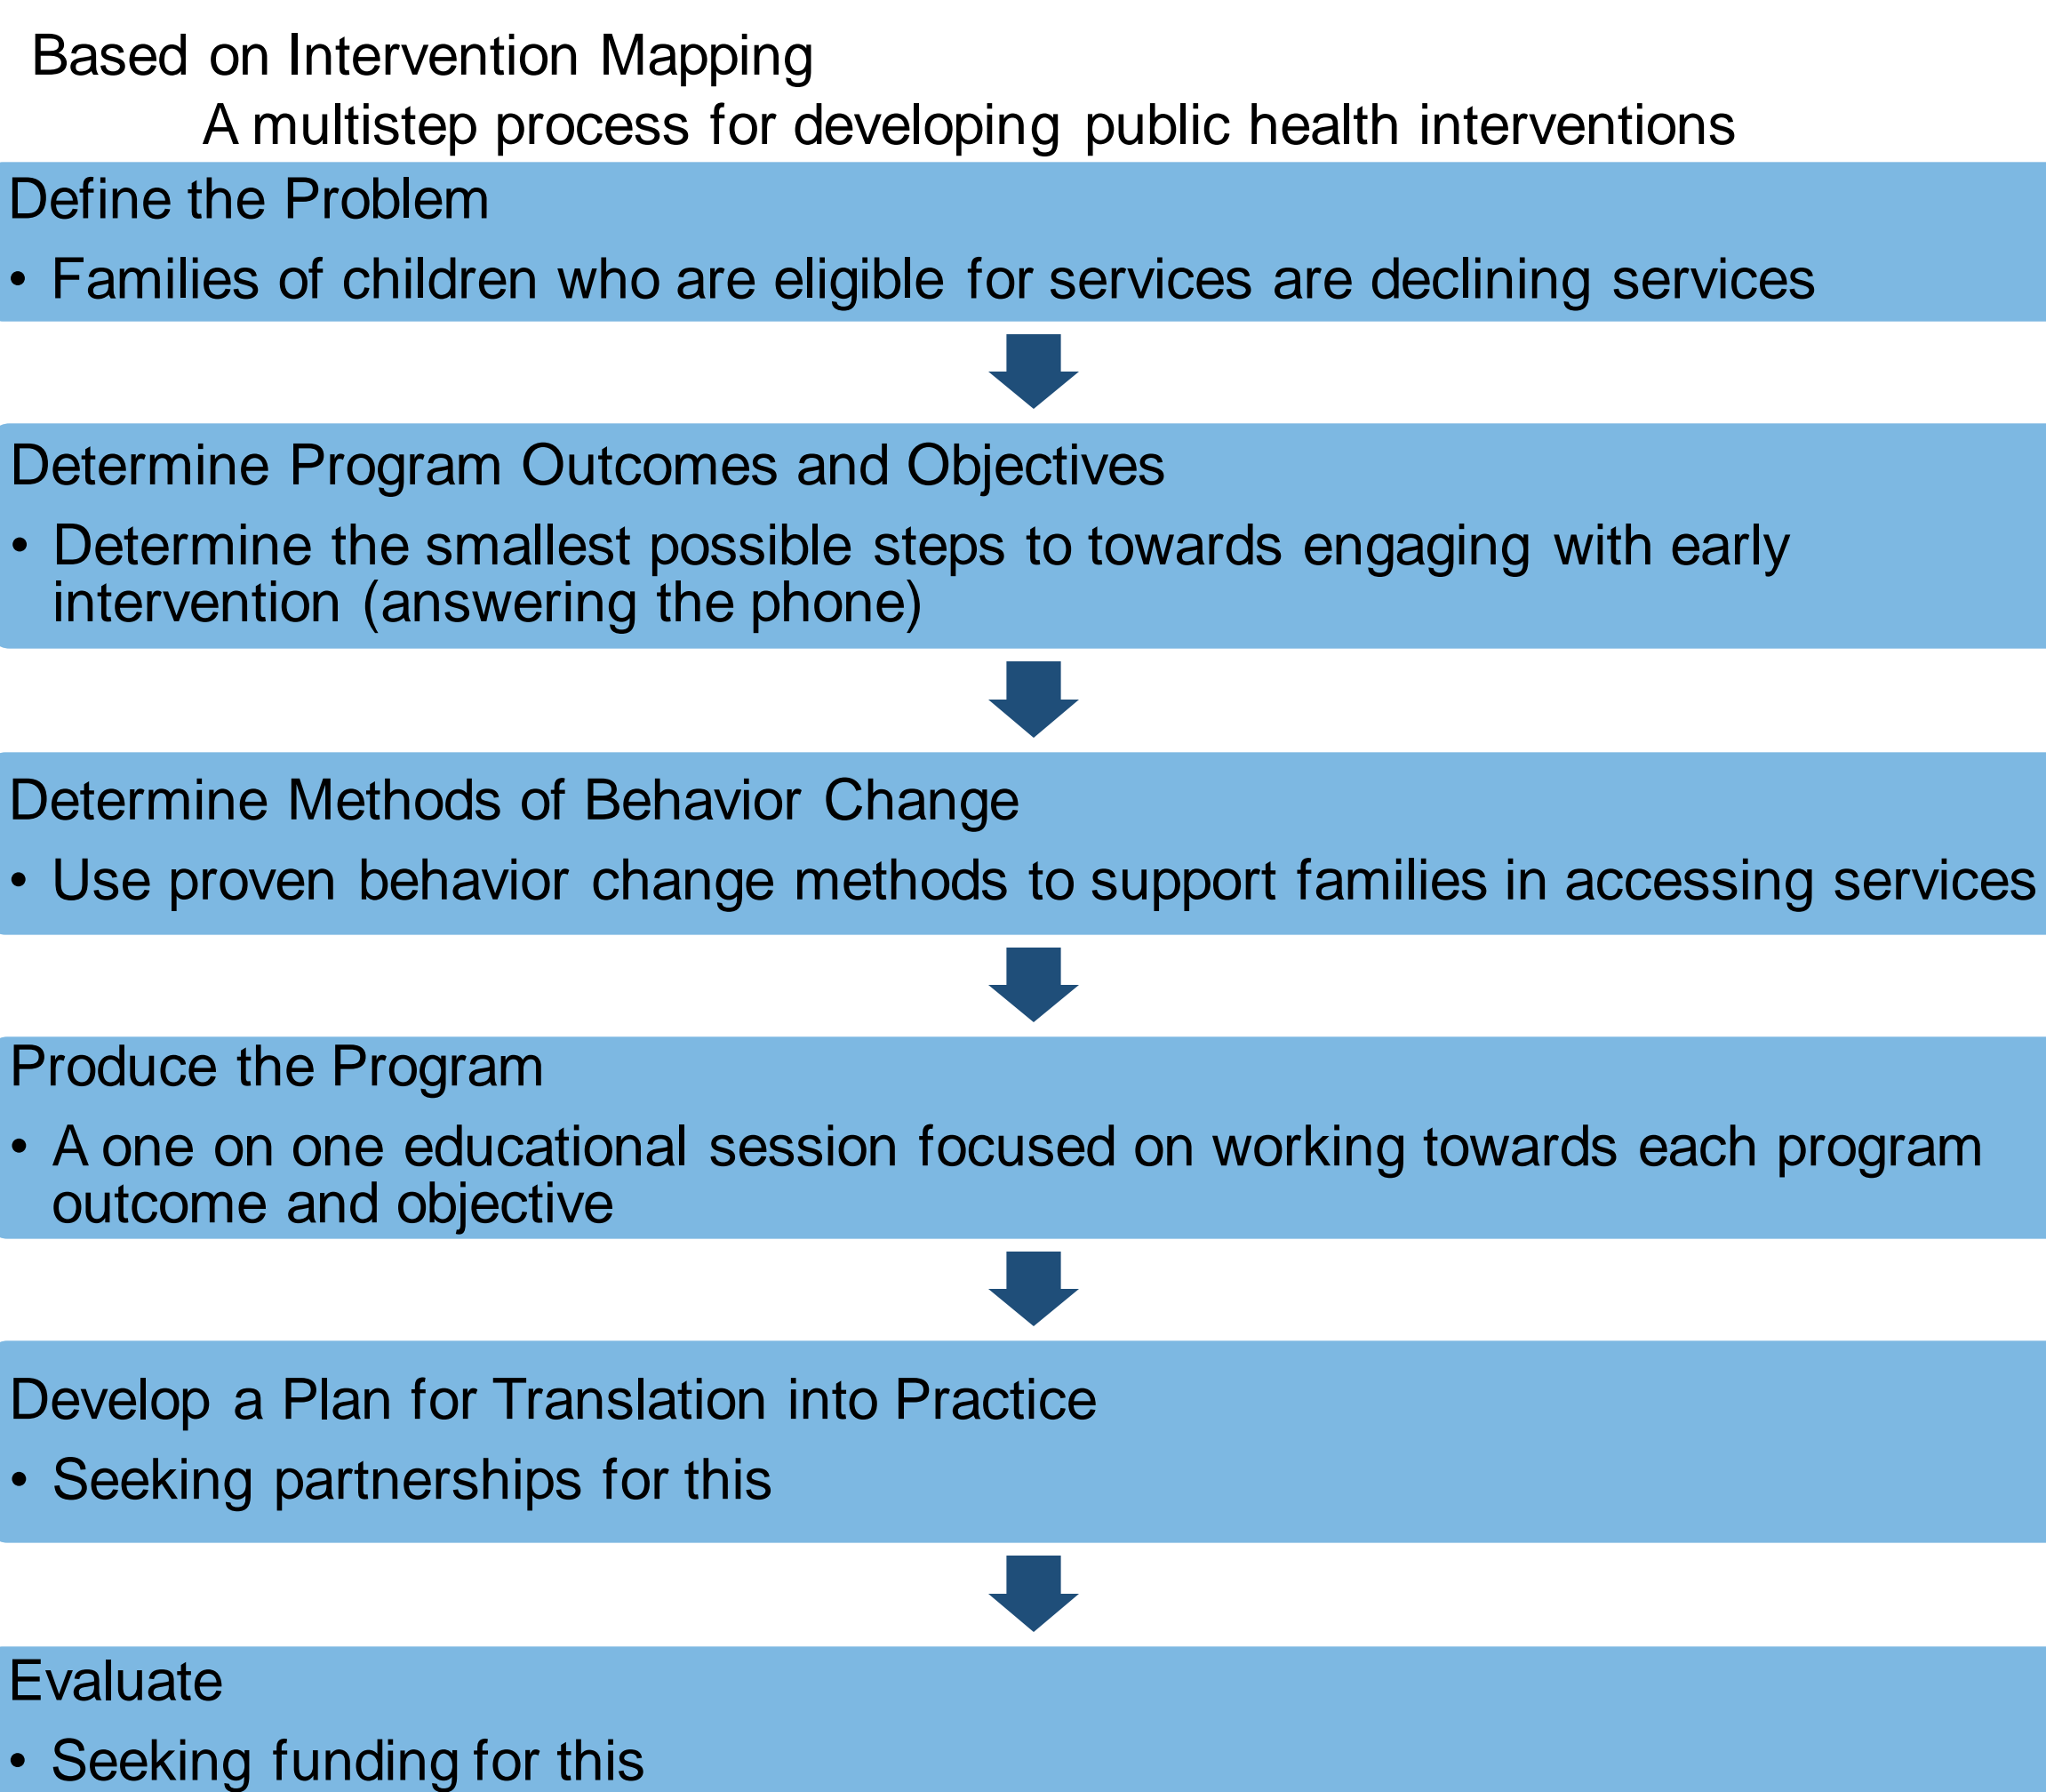 Based on Intervention Mapping
A multistep process for developing public health interventions
Define the Problem
• Families of children who are eligible for services are declining services
Determine Program Outcomes and Objectives
• Determine the smallest possible steps to towards engaging with early
intervention (answering the phone)
Determine Methods of Behavior Change
• Use proven behavior change methods to support families in accessing services
Produce the Program
• A one on one educational session focused on working towards each program
outcome and objective
Develop a Plan for Translation into Practice
• Seeking partnerships for this
Evaluate
• Seeking funding for this